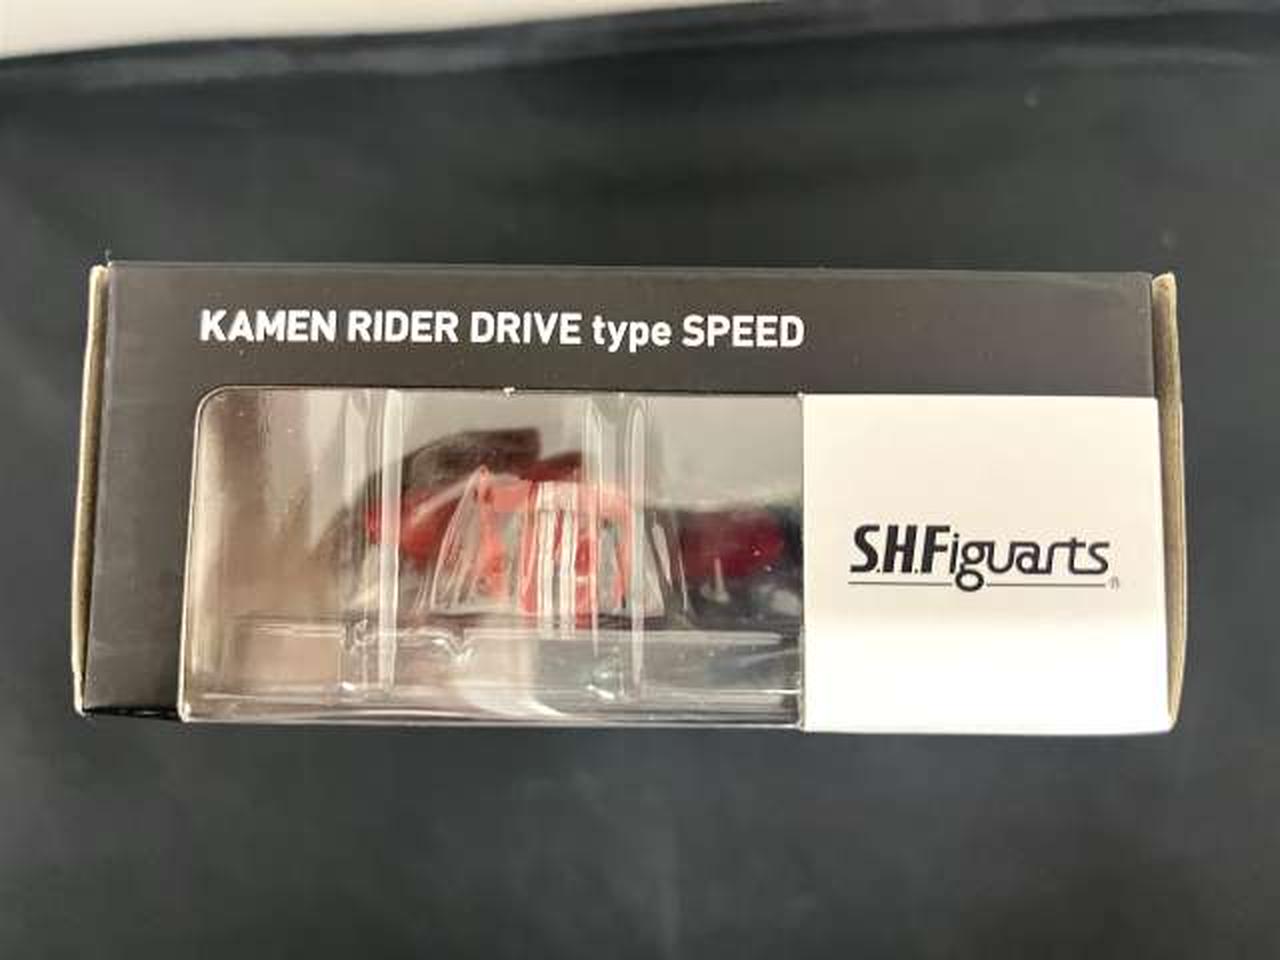 KAMEN RIDER DRIVE type SPEED
S.H.Figuarts®